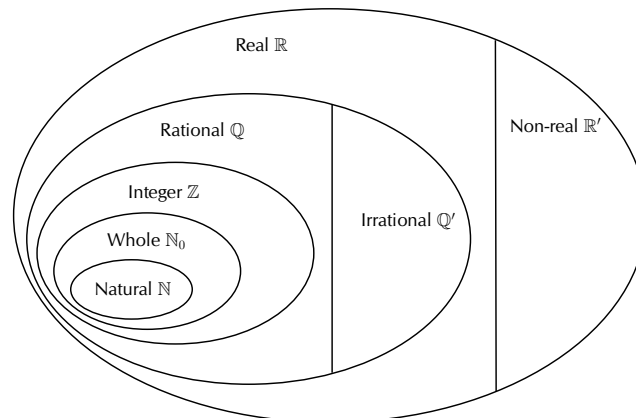 Real ℝ
Rational ℚ
Non-real ℝ′
Integer ℤ
Irrational ℚ′
Whole ℕ₀
Natural ℕ